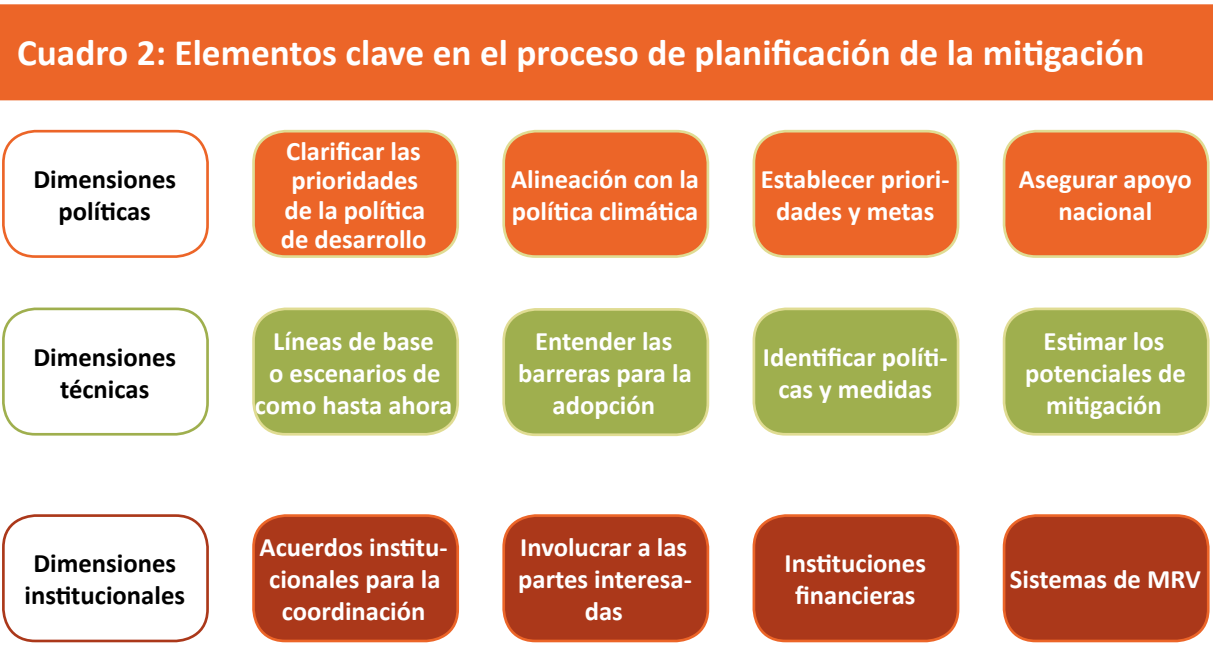 Cuadro 2: Elementos clave en el proceso de planificación de la mitigación
Dimensiones
políticas
Clarificar las
prioridades
de la política
de desarrollo
Alineación con la
política climática
Establecer priori-
dades y metas
Asegurar apoyo
nacional
Dimensiones
técnicas
Líneas de base
o escenarios de
como hasta ahora
Entender las
barreras para la
adopción
Identificar políti-
cas y medidas
Estimar los
potenciales de
mitigación
Dimensiones
institucionales
Acuerdos institu-
cionales para la
coordinación
Involucrar a las
partes interesa-
das
Instituciones
financieras
Sistemas de MRV